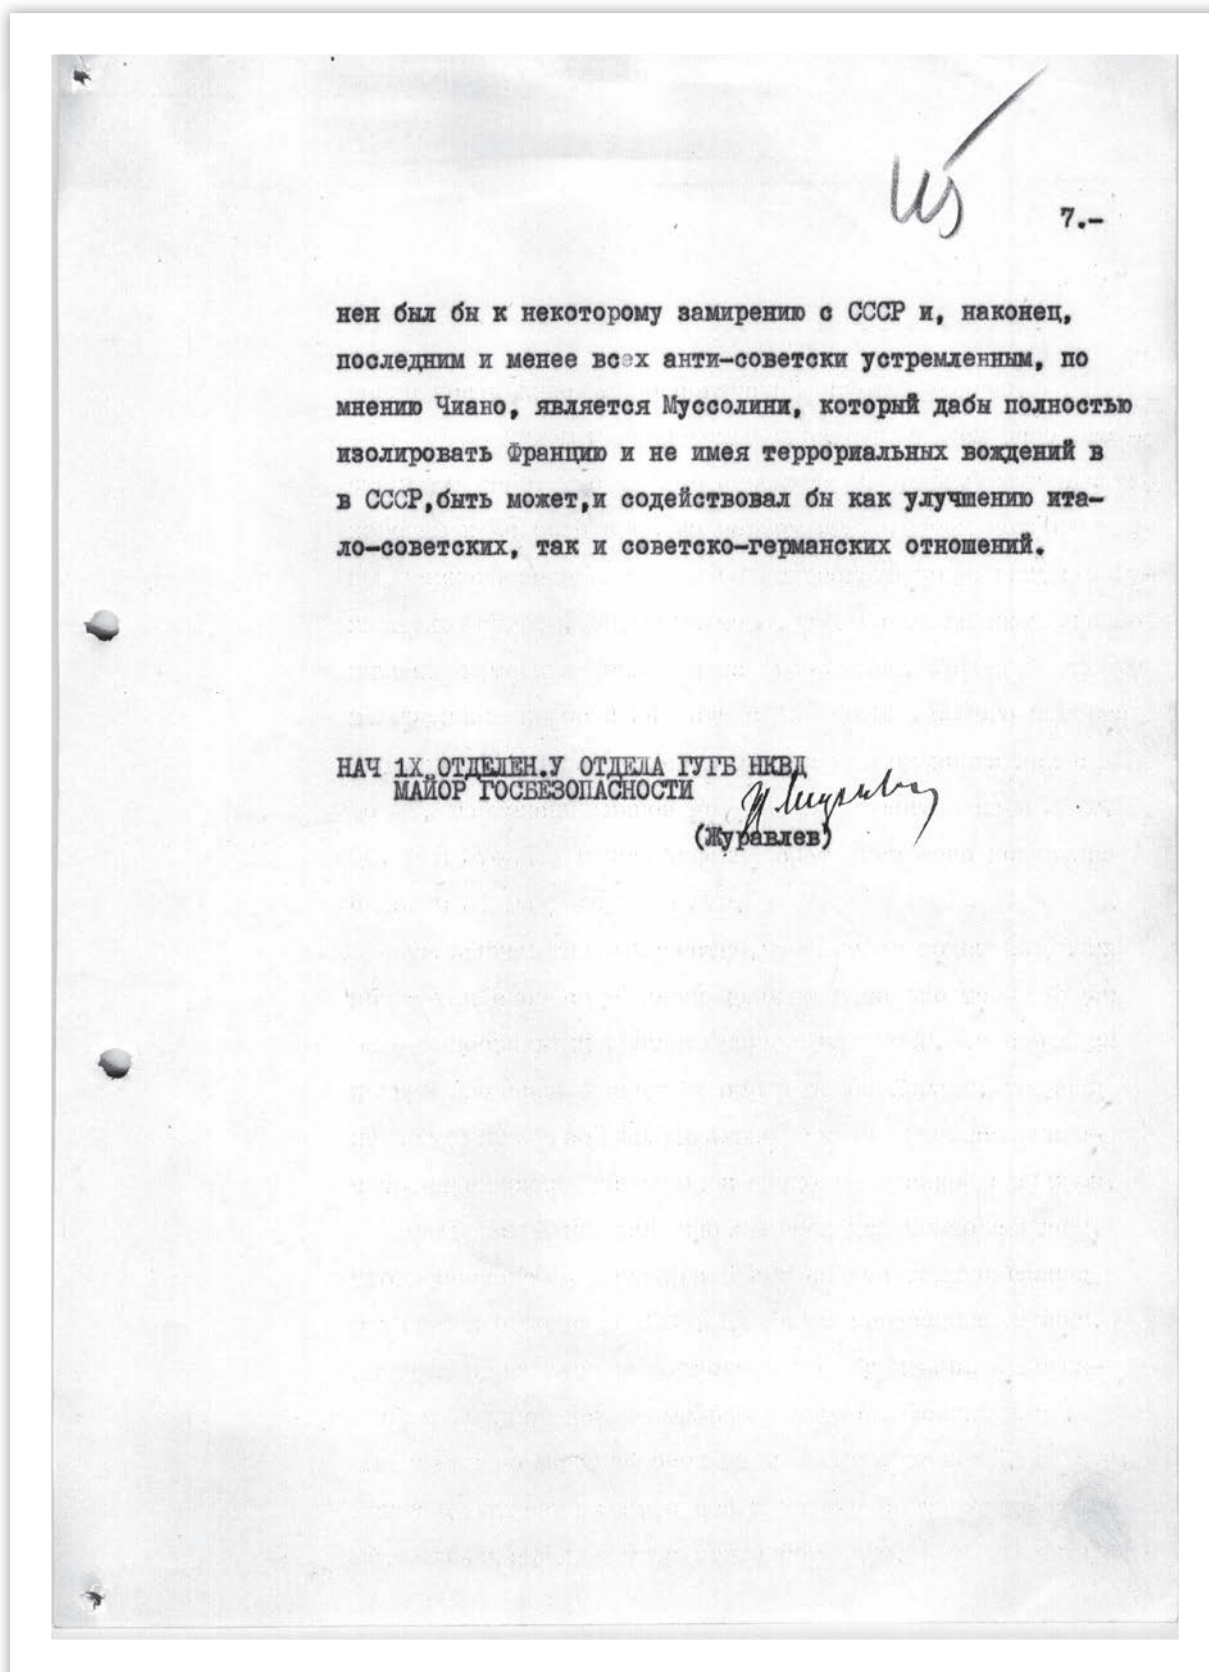 7.-
нен был бы к некоторому замирению с СССР и, наконец,
последним и менее всех анти-советски устремленным, по
мнению Чиано, является Муссолини, который дабы полностью
изолировать Францию и не имея террориальных вождений в
в СССР,быть может,и содействовал бы как улучшению ита-
ло-советских, так и советско-германских отношений.
НАЧ 1Х ОТДЕЛЕН.У ОТДЕЛА ГУГБ НКВД
МАЙОР ГОСБЕЗОПАСНОСТИ
(Журавлев)